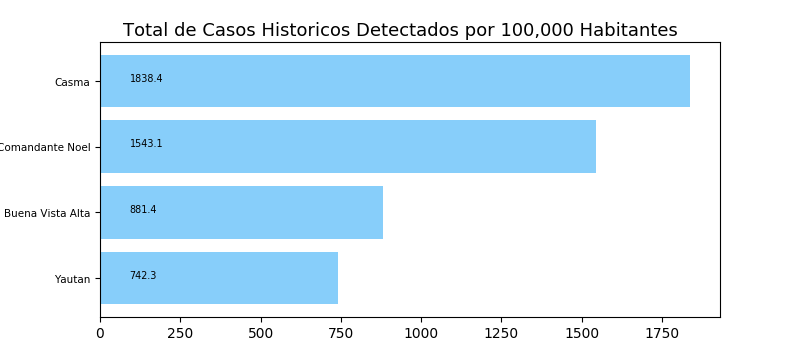 Total de Casos Historicos Detectados por 100,000 Habitantes
Casma
1838.4
Comandante Noel
1543.1
Buena Vista Alta
881.4
Yautan
742.3
0 250 500 750 1000 1250 1500 1750